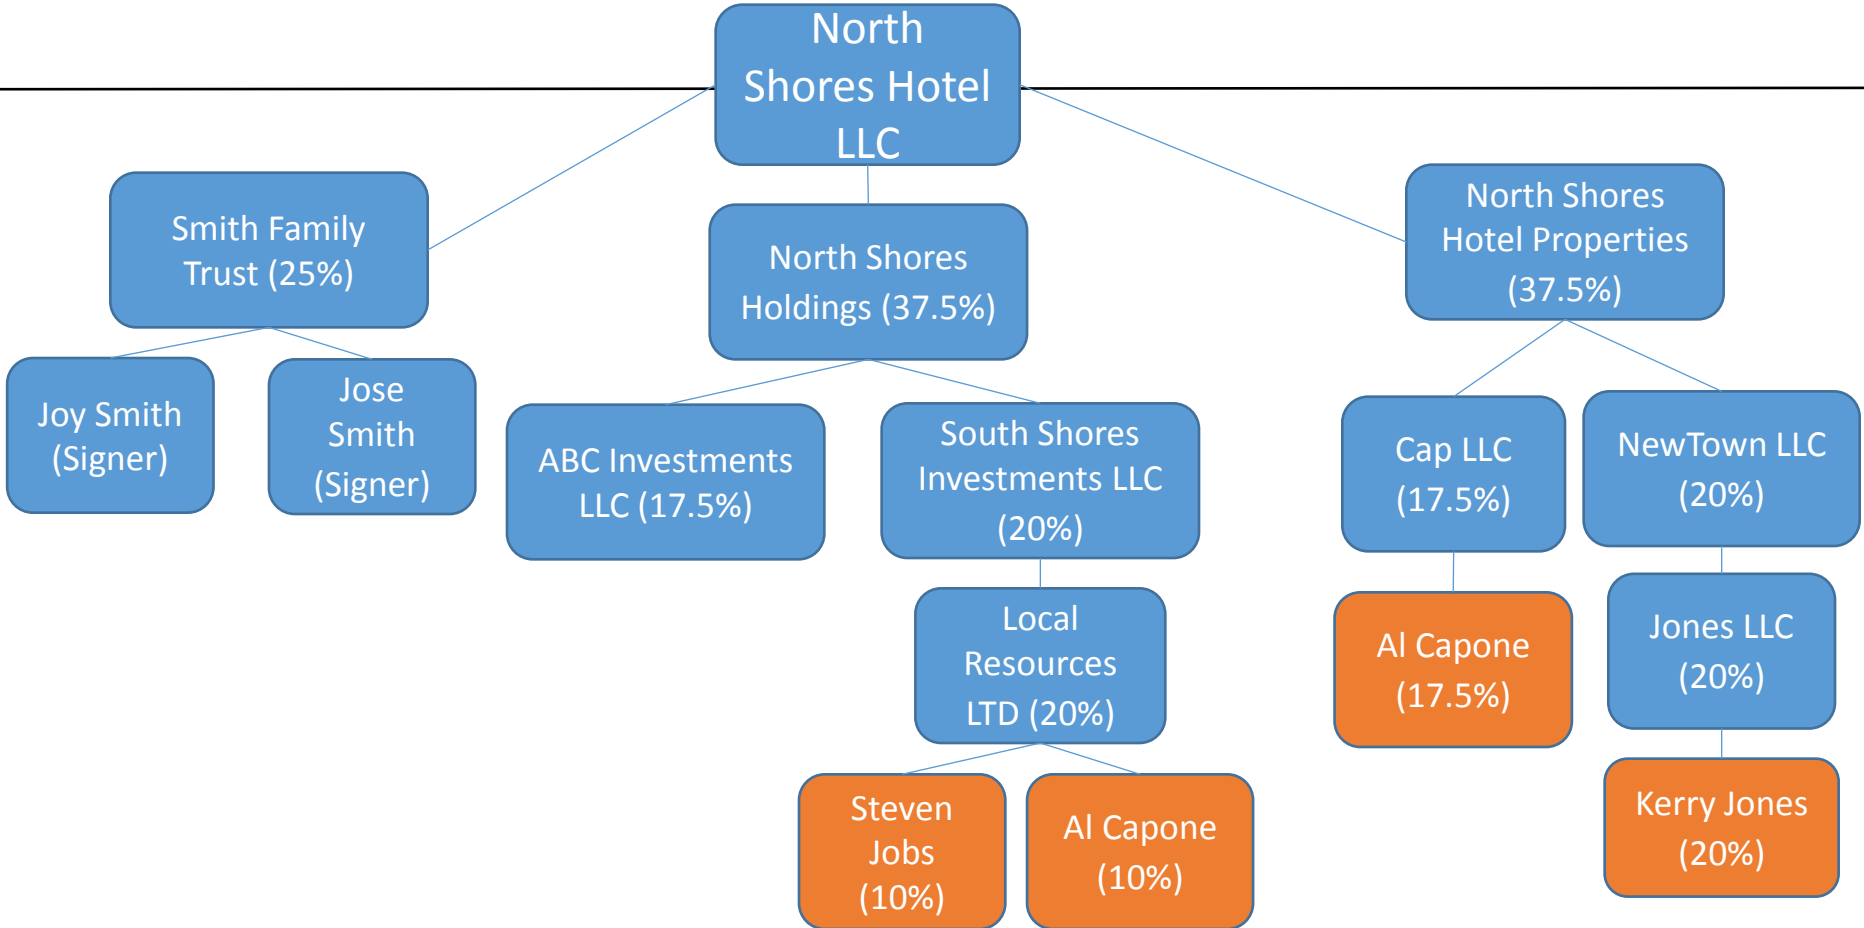 North
Shores Hotel
LLC
Smith Family
Trust (25%)
North Shores
Holdings (37.5%)
North Shores
Hotel Properties
(37.5%)
Joy Smith
(Signer)
Jose
Smith
(Signer)
ABC Investments
LLC (17.5%)
South Shores
Investments LLC
(20%)
Cap LLC
(17.5%)
NewTown LLC
(20%)
Local
Resources
LTD (20%)
Al Capone
(17.5%)
Jones LLC
(20%)
Steven
Jobs
(10%)
Al Capone
(10%)
Kerry Jones
(20%)